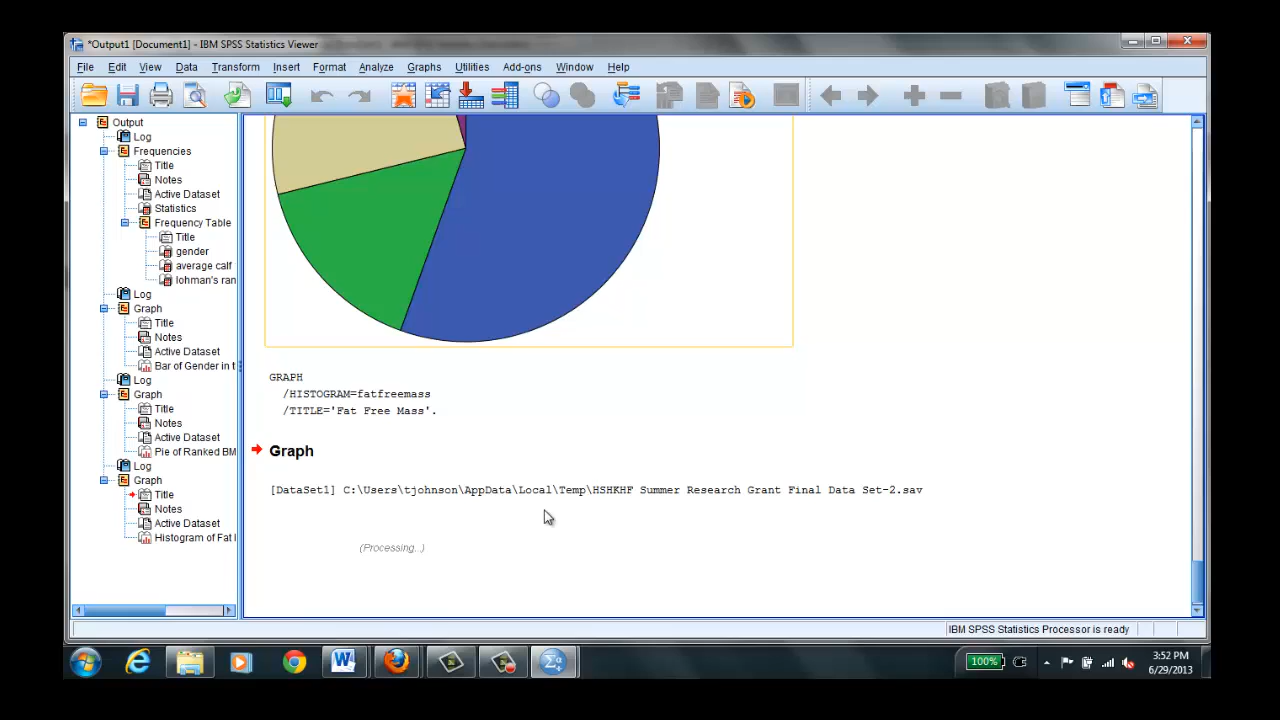 *Output1 [Document1] - IBM SPSS Statistics Viewer
File Edit View Data Transform Insert Format Analyze Graphs Utilities Add-ons Window Help
Output
Log
Frequencies
Title
Notes
Active Dataset
Statistics
Frequency Table
Title
gender
average calf
lohman's ran
Log
Graph
Title
Notes
Active Dataset
Bar of Gender in t
Log
Graph
Title
Notes
Active Dataset
Pie of Ranked BM
Log
Graph
Title
Notes
Active Dataset
Histogram of Fat
GRAPH
/HISTOGRAM=fatfreemass
/TITLE='Fat Free Mass'.
Graph
[DataSet1] C:\Users\tjohnson\AppData\Local\Temp\HSHKHF Summer Research Grant Final Data Set-2.sav
(Processing..)
IBM SPSS Statistics Processor is ready
100%
3:52 PM
6/29/2013